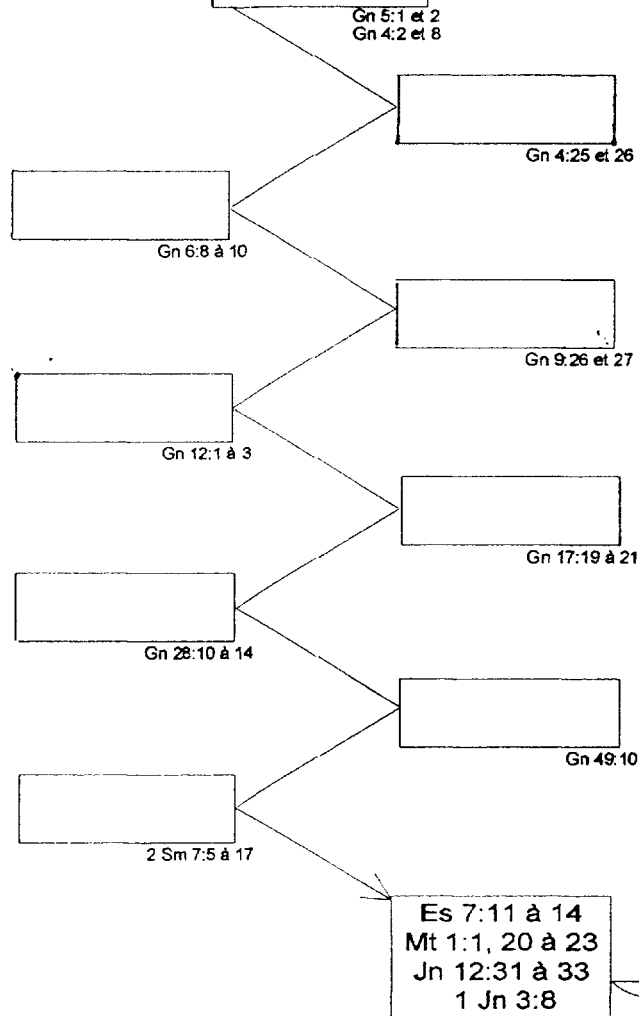 Gn 5:1 et 2
Gn 4:2 et 8
Gn 4:25 et 26
Gn 6:8 à 10
Gn 9:26 et 27
Gn 12:1 à 3
Gn 17:19 à 21
Gn 28:10 à 14
Gn 49:10
2 Sm 7:5 à 17
Es 7:11 à 14
Mt 1:1, 20 à 23
Jn 12:31 à 33
1 Jn 3:8